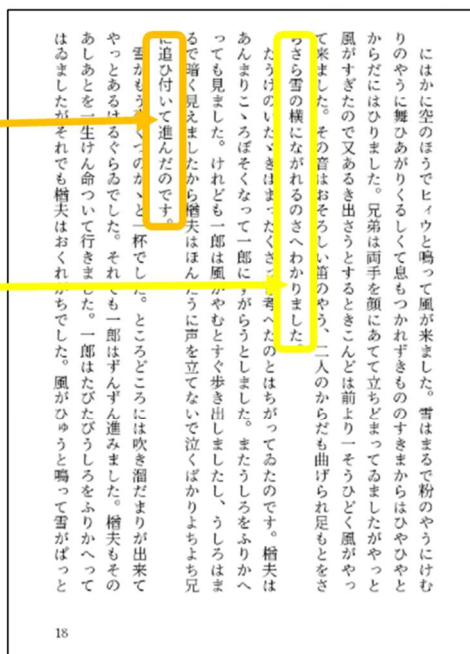 にはかに空のほうでヒィウと鳴って風が来ました。雪はまるで粉のやうにけむ
りのやうに舞ひあがりくるしくて息もつかれずきもののすきまからはひやひやと
からだにはひりました。兄弟は両手を顔にあてて立ちどまってゐましたがやっと
風がすぎたので又あるき出さうとするときこんどは前より一そうひどく風がやっ
て来ました。その音はおそろしい笛のやう、二人のからだも曲げられ足もとをさ
らさら雪の横にながれるのさへわかりました。
たうげのいたゞきはまったくさっき考へたのとはちがってゐたのです。楢夫は
あんまりこゝろぼそくなって一郎にすがらうとしました。またうしろをふりかへ
っても見ました。けれども一郎は風がやむとすぐ歩き出しましたし、うしろはま
るで暗く見えましたから楢夫はほんたうに声を立てないで泣くばかりよちよち兄
に追ひ付いて進んだのです。
雪がもう沓のかゝと一杯でした。ところどころには吹き溜だまりが出来て
やっとあるけるぐらゐでした。それでも一郎はずんずん進みました。楢夫もその
あしあとを一生けん命ついて行きました。一郎はたびたびうしろをふりかへって
はゐましたがそれでも楢夫はおくれがちでした。風がひゅうと鳴って雪がぱっと
18